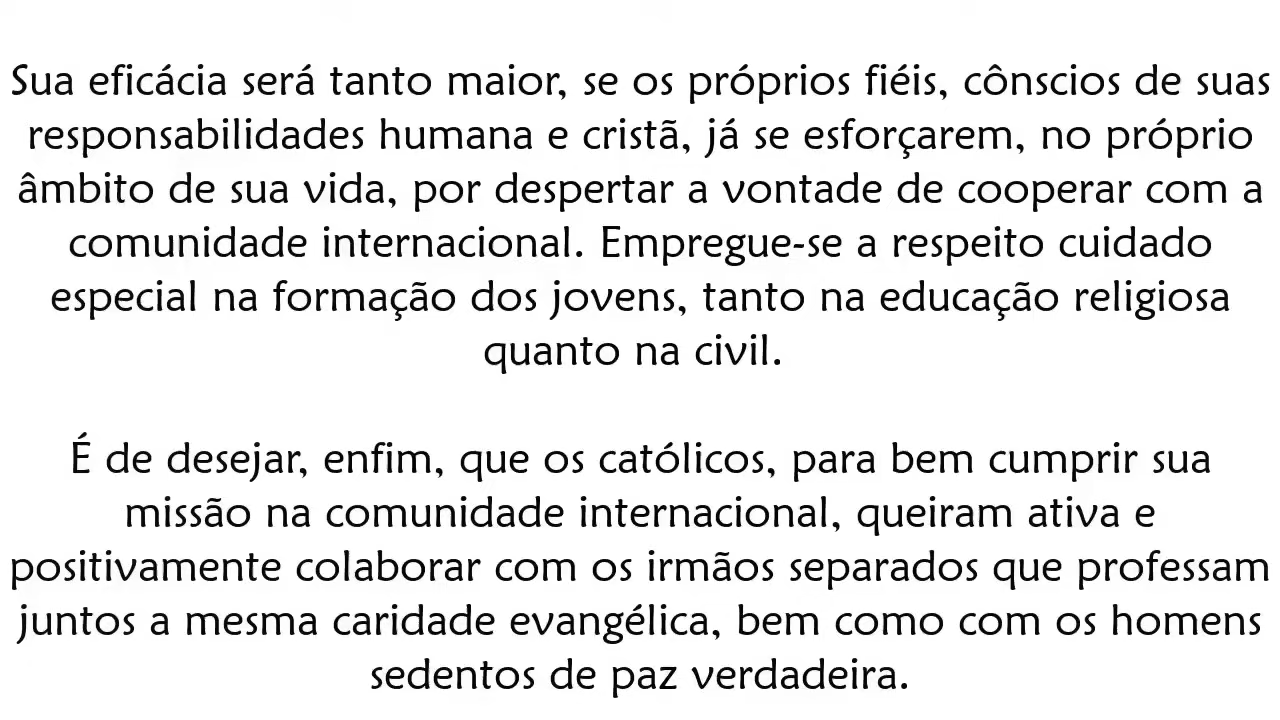 Sua eficácia será tanto maior, se os próprios fiéis, cônscios de suas
responsabilidades humana e cristã, já se esforçarem, no próprio
âmbito de sua vida, por despertar a vontade de cooperar com a
comunidade internacional. Empregue-se a respeito cuidado
especial na formação dos jovens, tanto na educação religiosa
quanto na civil.
É de desejar, enfim, que os católicos, para bem cumprir sua
missão na comunidade internacional, queiram ativa e
positivamente colaborar com os irmãos separados que professam
juntos a mesma caridade evangélica, bem como com os homens
sedentos de paz verdadeira.